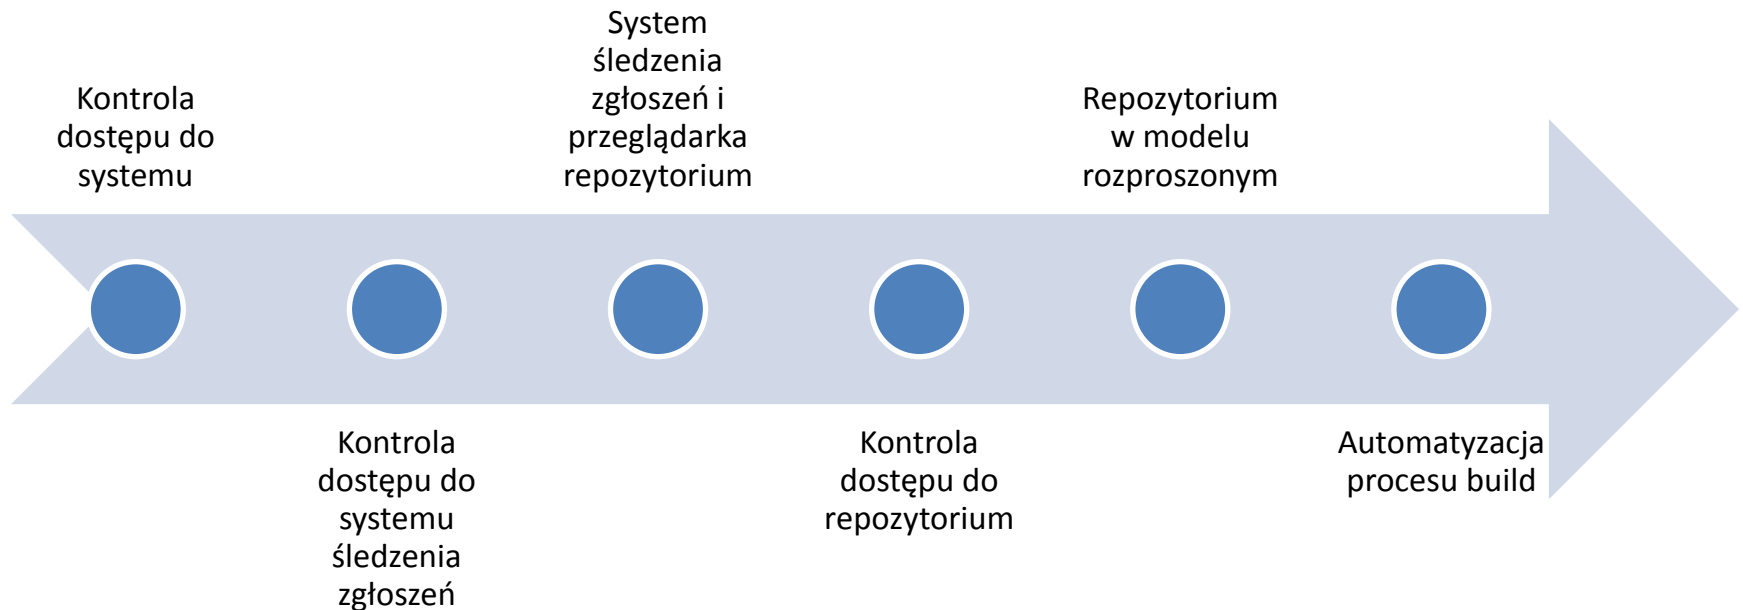 Kontrola
dostępu do
systemu
Kontrola
dostępu do
systemu
śledzenia
zgłoszeń
System
śledzenia
zgłoszeń i
przeglądarka
repozytorium
Kontrola
dostępu do
repozytorium
Repozytorium
w modelu
rozproszonym
Automatyzacja
procesu build